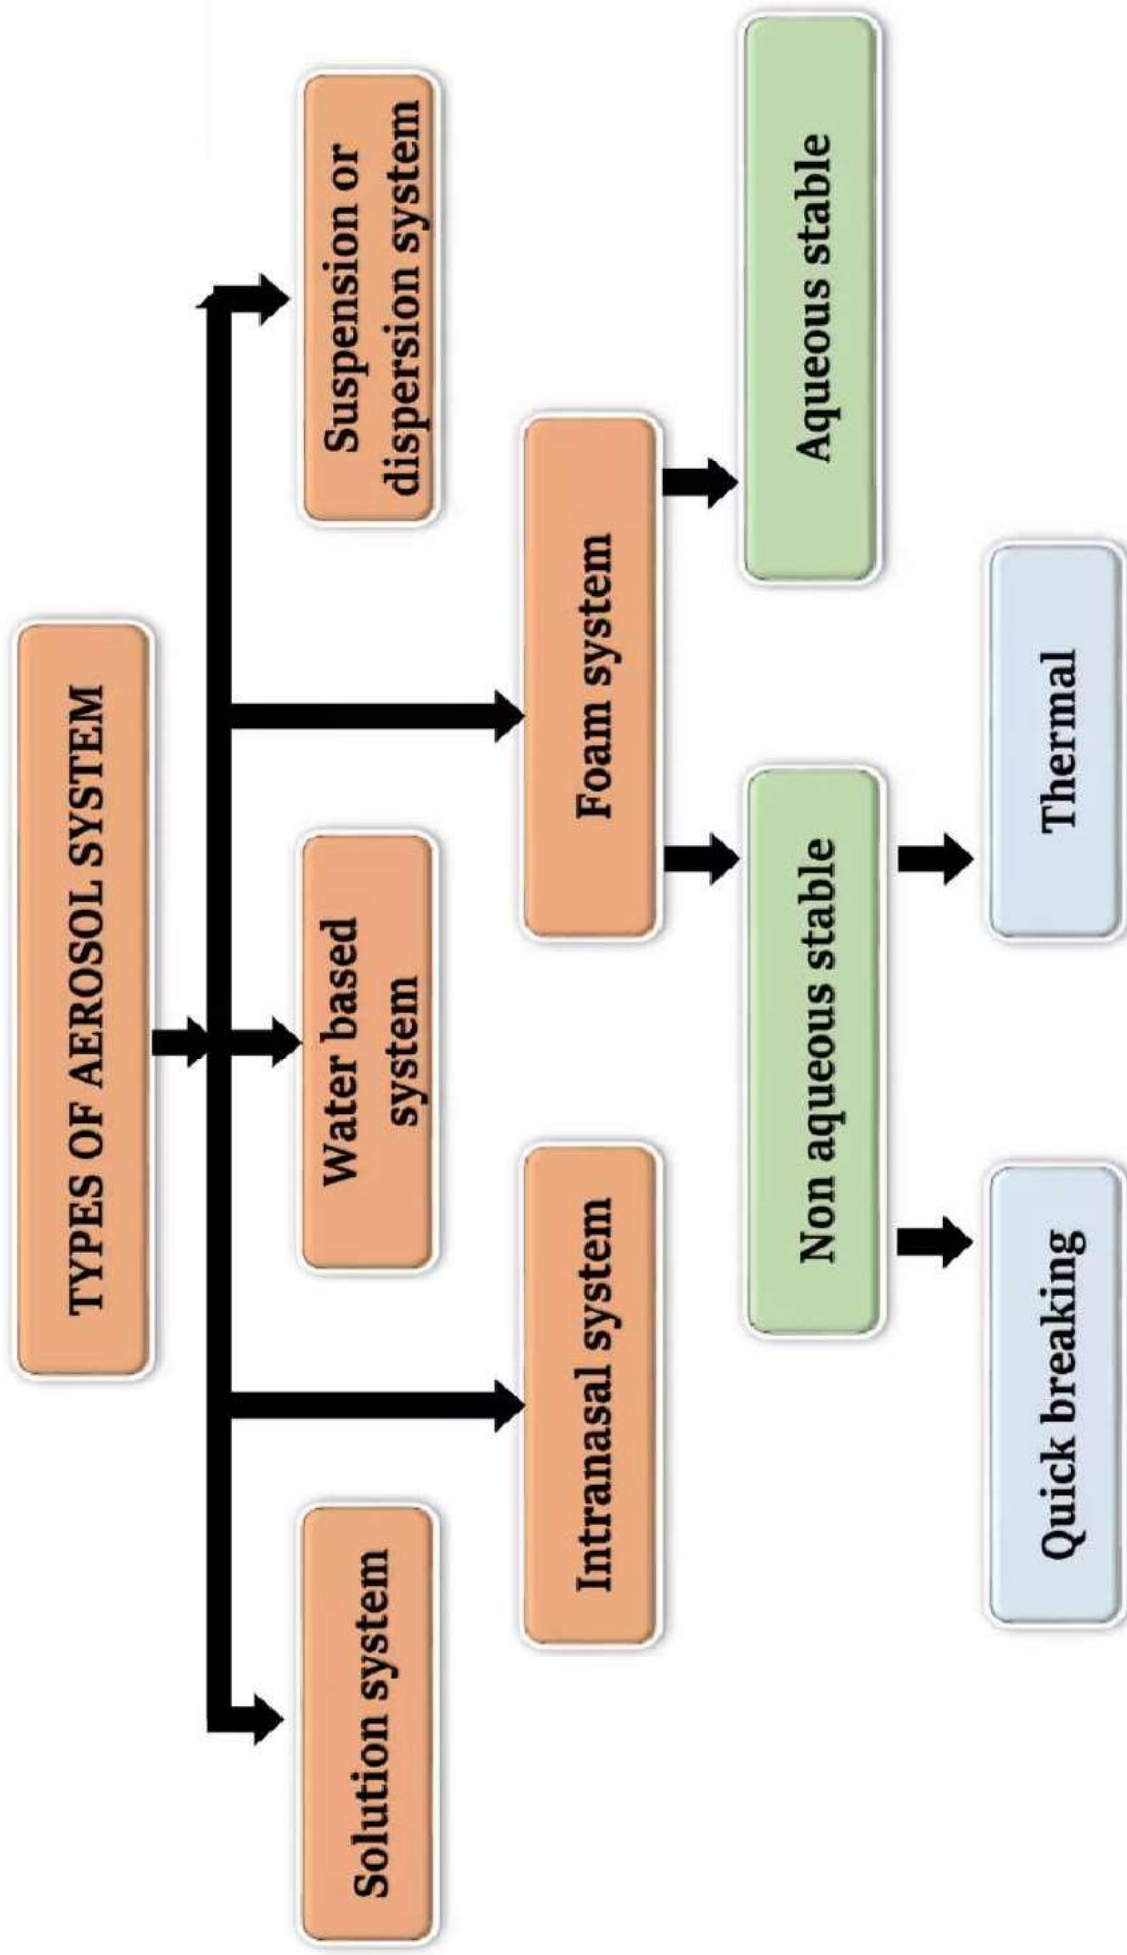 TYPES OF AEROSOL SYSTEM
Solution system
Water based
system
Suspension or
dispersion system
Intranasal system
Foam system
Non aqueous stable
Aqueous stable
Quick breaking
Thermal